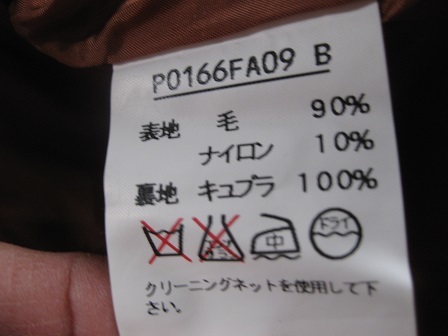 P0166FA09 B
表地 毛 90%
ナイロン 10%
裏地 キュプラ 100%
中 ドライ
クリーニングネットを使用して下
さい。